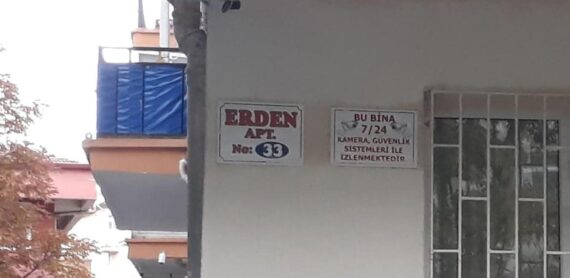 ERDEN
APT.
No: 33
BU BİNA
7/24
KAMERA, GÜVENLİK
SİSTEMLERİ İLE
İZLENMEKTEDİR